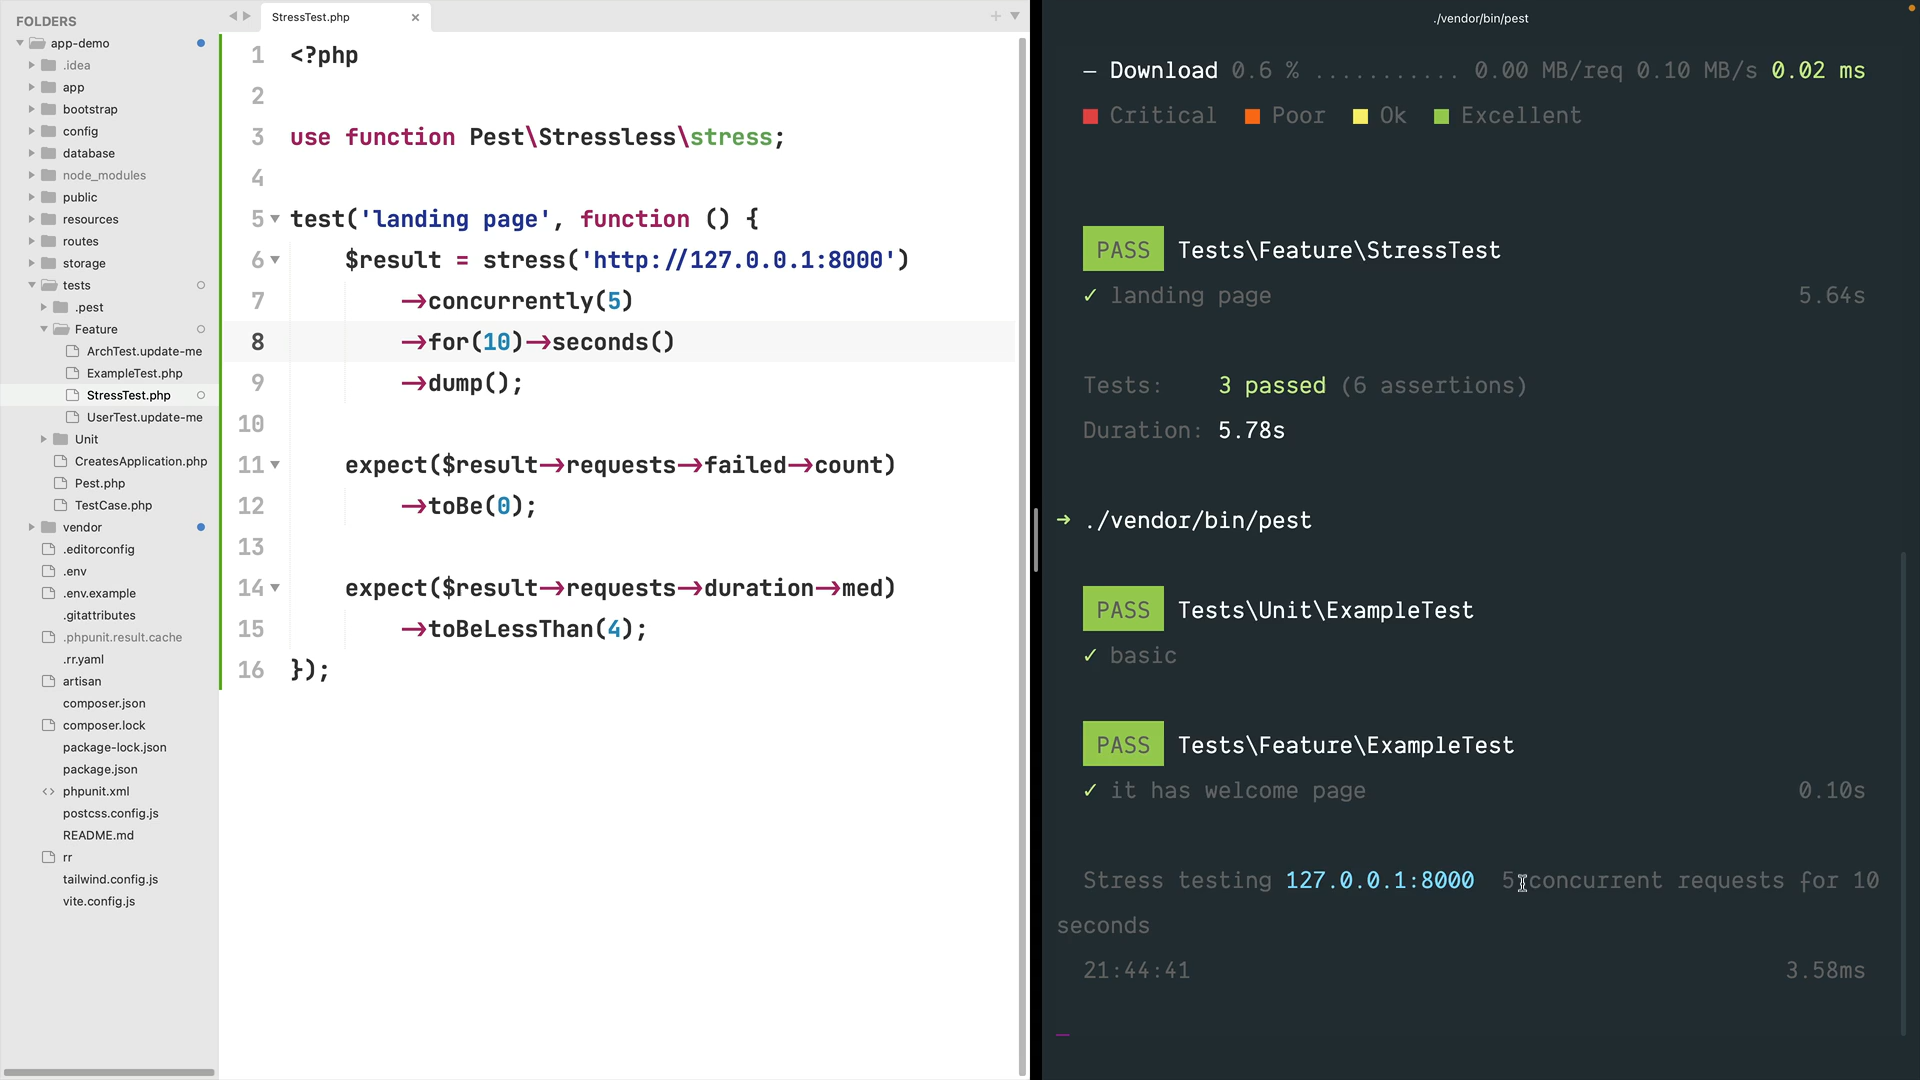 FOLDERS
app-demo
.idea
app
bootstrap
config
database
node_modules
public
resources
routes
storage
tests
.pest
Feature
ArchTest.update-me
ExampleTest.php
StressTest.php
UserTest.update-me
Unit
CreatesApplication.php
Pest.php
TestCase.php
vendor
.editorconfig
.env
.env.example
.gitattributes
.phpunit.result.cache
.rr.yaml
artisan
composer.json
composer.lock
package-lock.json
package.json
phpunit.xml
postcss.config.js
README.md
rr
tailwind.config.js
vite.config.js
StressTest.php
1 <?php
2
3 use function Pest\Stressless\stress;
4
5 test('landing page', function () {
6 $result = stress('http://127.0.0.1:8000')
7 ->concurrently(5)
8 ->for(10)->seconds()
9 ->dump();
10
11 expect($result->requests->failed->count)
12 ->toBe(0);
13
14 expect($result->requests->duration->med)
15 ->toBeLessThan(4);
16 });
./vendor/bin/pest
– Download 0.6 % ........... 0.00 MB/req 0.10 MB/s 0.02 ms
Critical Poor Ok Excellent
PASS Tests\Feature\StressTest
✓ landing page 5.64s
Tests: 3 passed (6 assertions)
Duration: 5.78s
➜ ./vendor/bin/pest
PASS Tests\Unit\ExampleTest
✓ basic
PASS Tests\Feature\ExampleTest
✓ it has welcome page 0.10s
Stress testing 127.0.0.1:8000 5 concurrent requests for 10
seconds
21:44:41 3.58ms